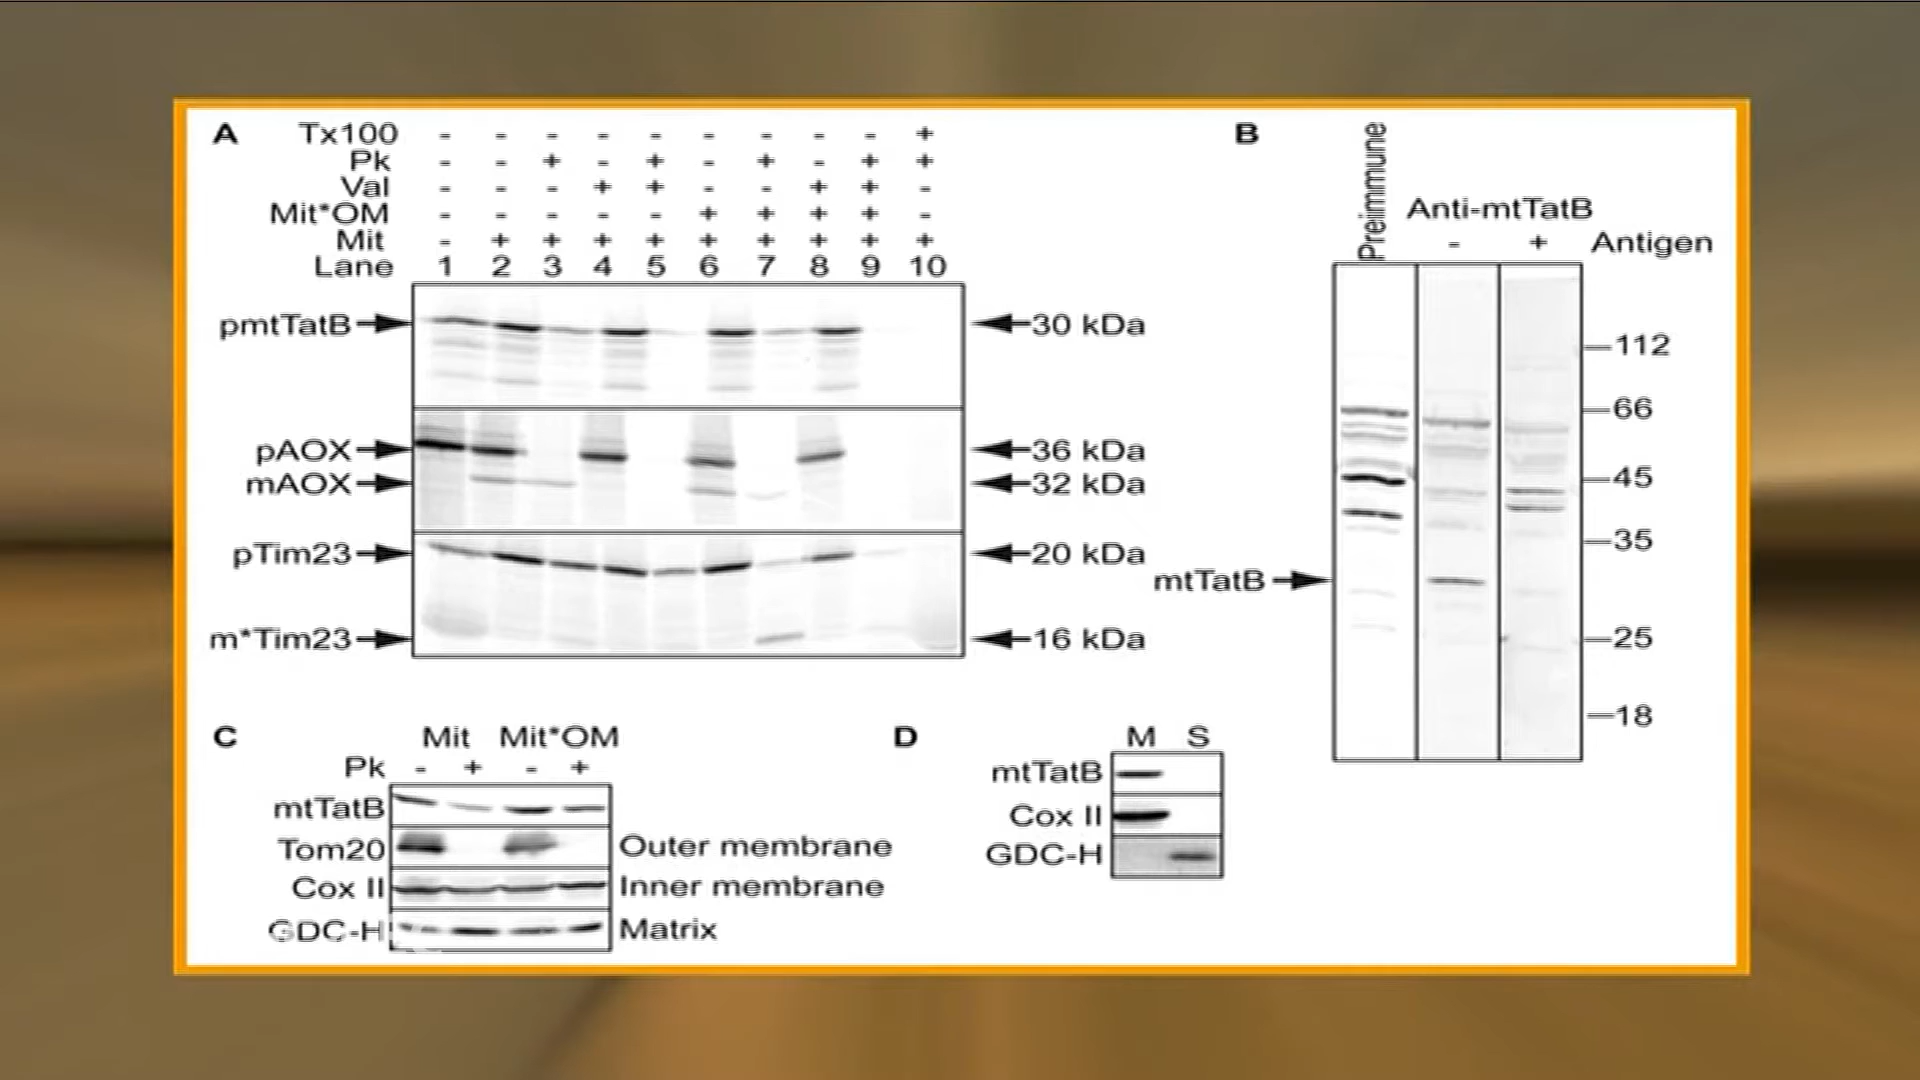 A
Tx100 - - - - - - - - - +
Pk - - + - + - + - + +
Val - - - + + - - + + -
Mit*OM - - - - - + + + + -
Mit - + + + + + + + + +
Lane 1 2 3 4 5 6 7 8 9 10
pmtTatB 30 kDa
pAOX 36 kDa
mAOX 32 kDa
pTim23 20 kDa
m*Tim23 16 kDa
B
Preimmune
Anti-mtTatB
- + Antigen
112
66
45
35
mtTatB
25
18
C
Mit Mit*OM
Pk - + - +
mtTatB
Tom20 Outer membrane
Cox II Inner membrane
GDC-H Matrix
D
M S
mtTatB
Cox II
GDC-H